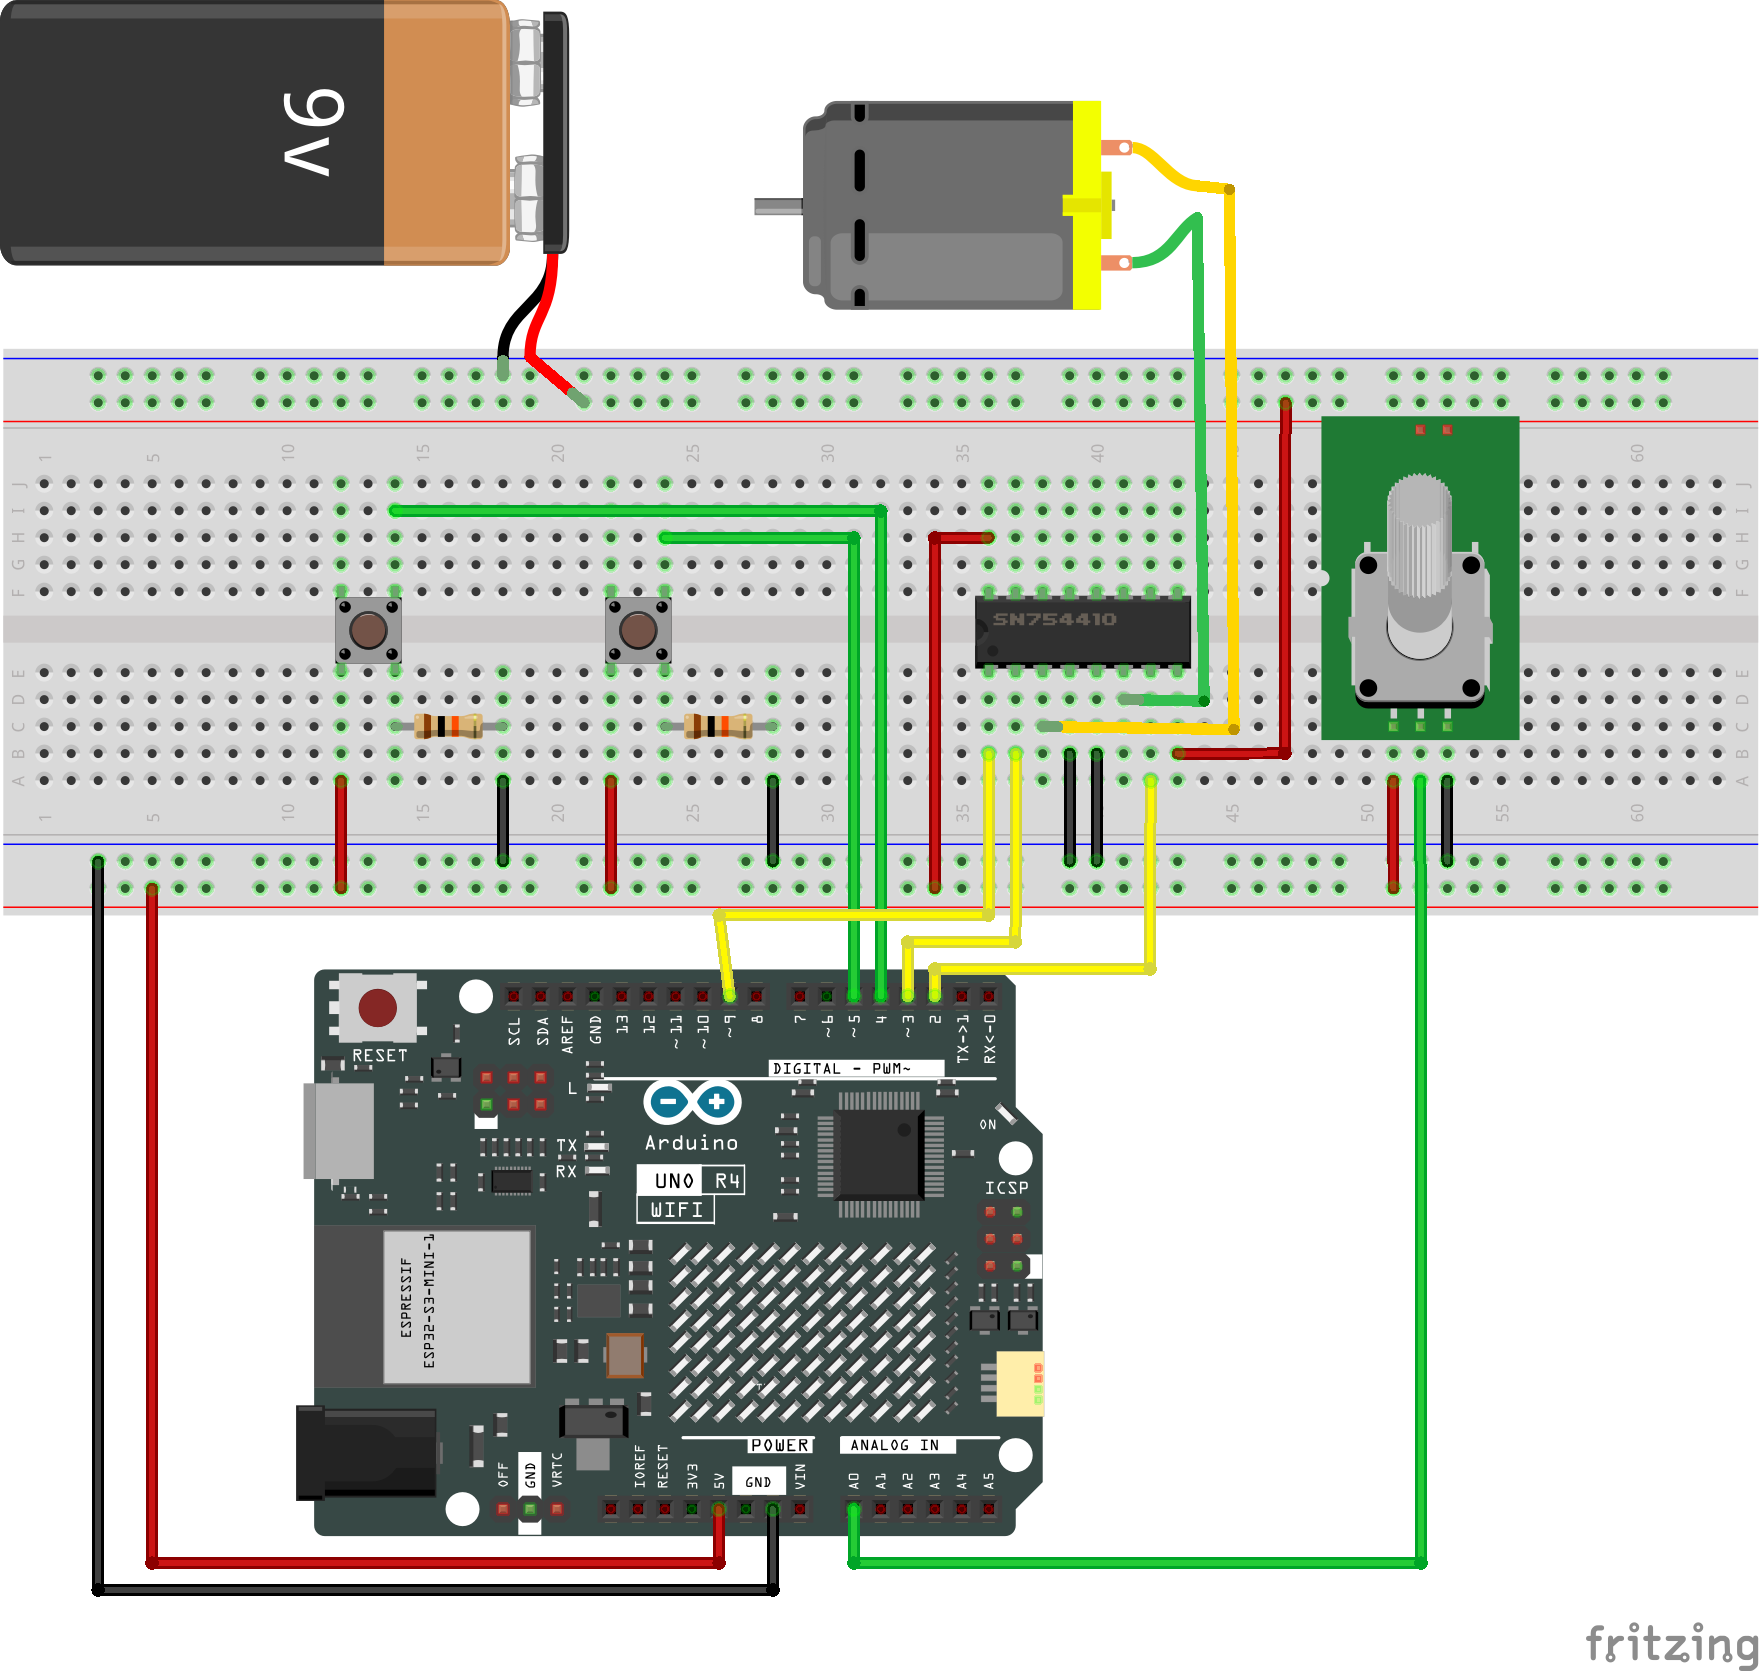 9v
1 5 10 15 20 25 30 35 40 60
J J
I I
H H
G G
F F
SN754410
E E
D D
C C
B B
A A
1 5 10 15 20 25 30 35 45 50 55 60
SCL SDA AREF GND 13 12 ~11 ~10 ~9 8 7 ~6 ~5 4 ~3 2 TX->1 RX<-0
RESET
DIGITAL - PWM~
L
ON
TX
Arduino
RX
UNO R4
WIFI
ICSP
ESPRESSIF
ESP32-S3-MINI-1
POWER
ANALOG IN
OFF GND VRTC IOREF RESET 3V3 5V GND VIN A0 A1 A2 A3 A4 A5
fritzing